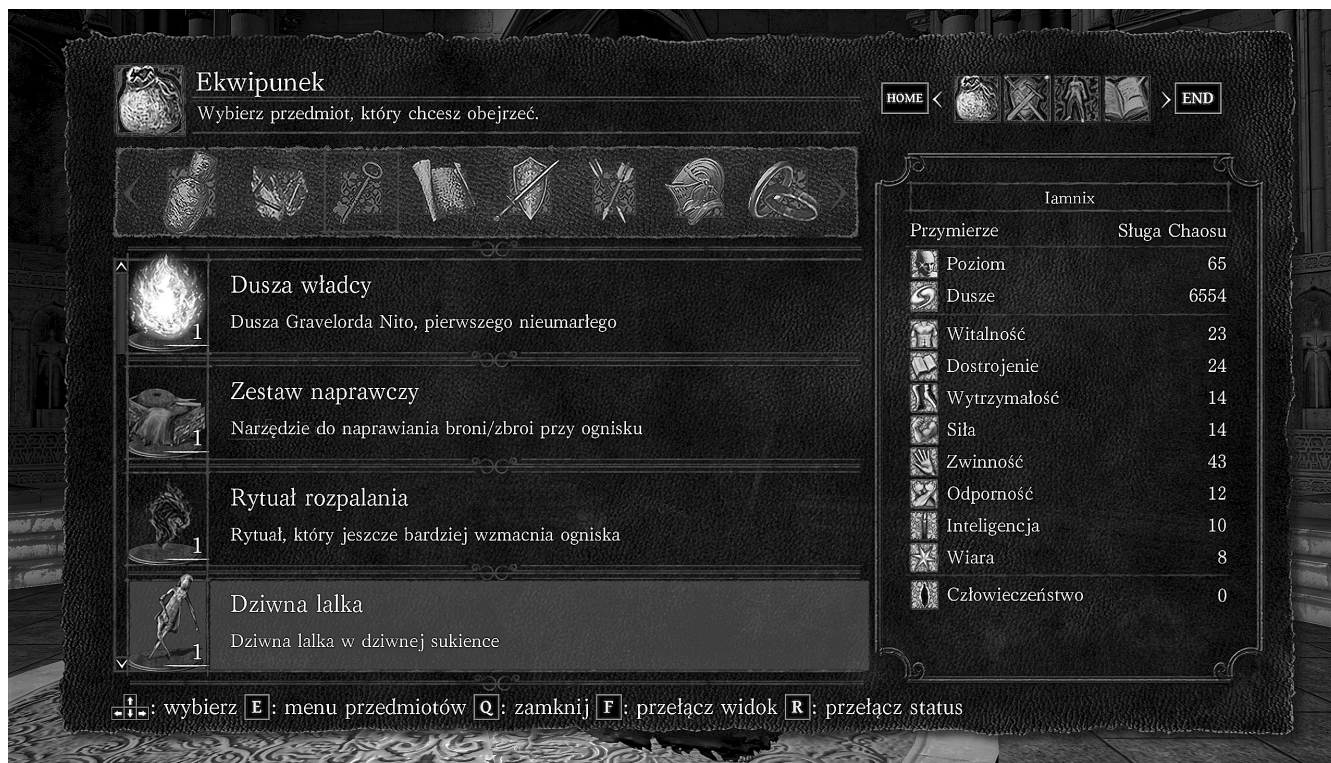 Ekwipunek
Wybierz przedmiot, który chcesz obejrzeć.
HOME END
Dusza władcy
Dusza Gravelorda Nito, pierwszego nieumarłego
1
Zestaw naprawczy
Narzędzie do naprawiania broni/zbroi przy ognisku
1
Rytuał rozpalania
Rytuał, który jeszcze bardziej wzmacnia ogniska
1
Dziwna lalka
Dziwna lalka w dziwnej sukience
1
Iamnix
Przymierze Sługa Chaosu
Poziom 65
Dusze 6554
Witalność 23
Dostrojenie 24
Wytrzymałość 14
Siła 14
Zwinność 43
Odporność 12
Inteligencja 10
Wiara 8
Człowieczeństwo 0
: wybierz E: menu przedmiotów Q: zamknij F: przełącz widok R: przełącz status